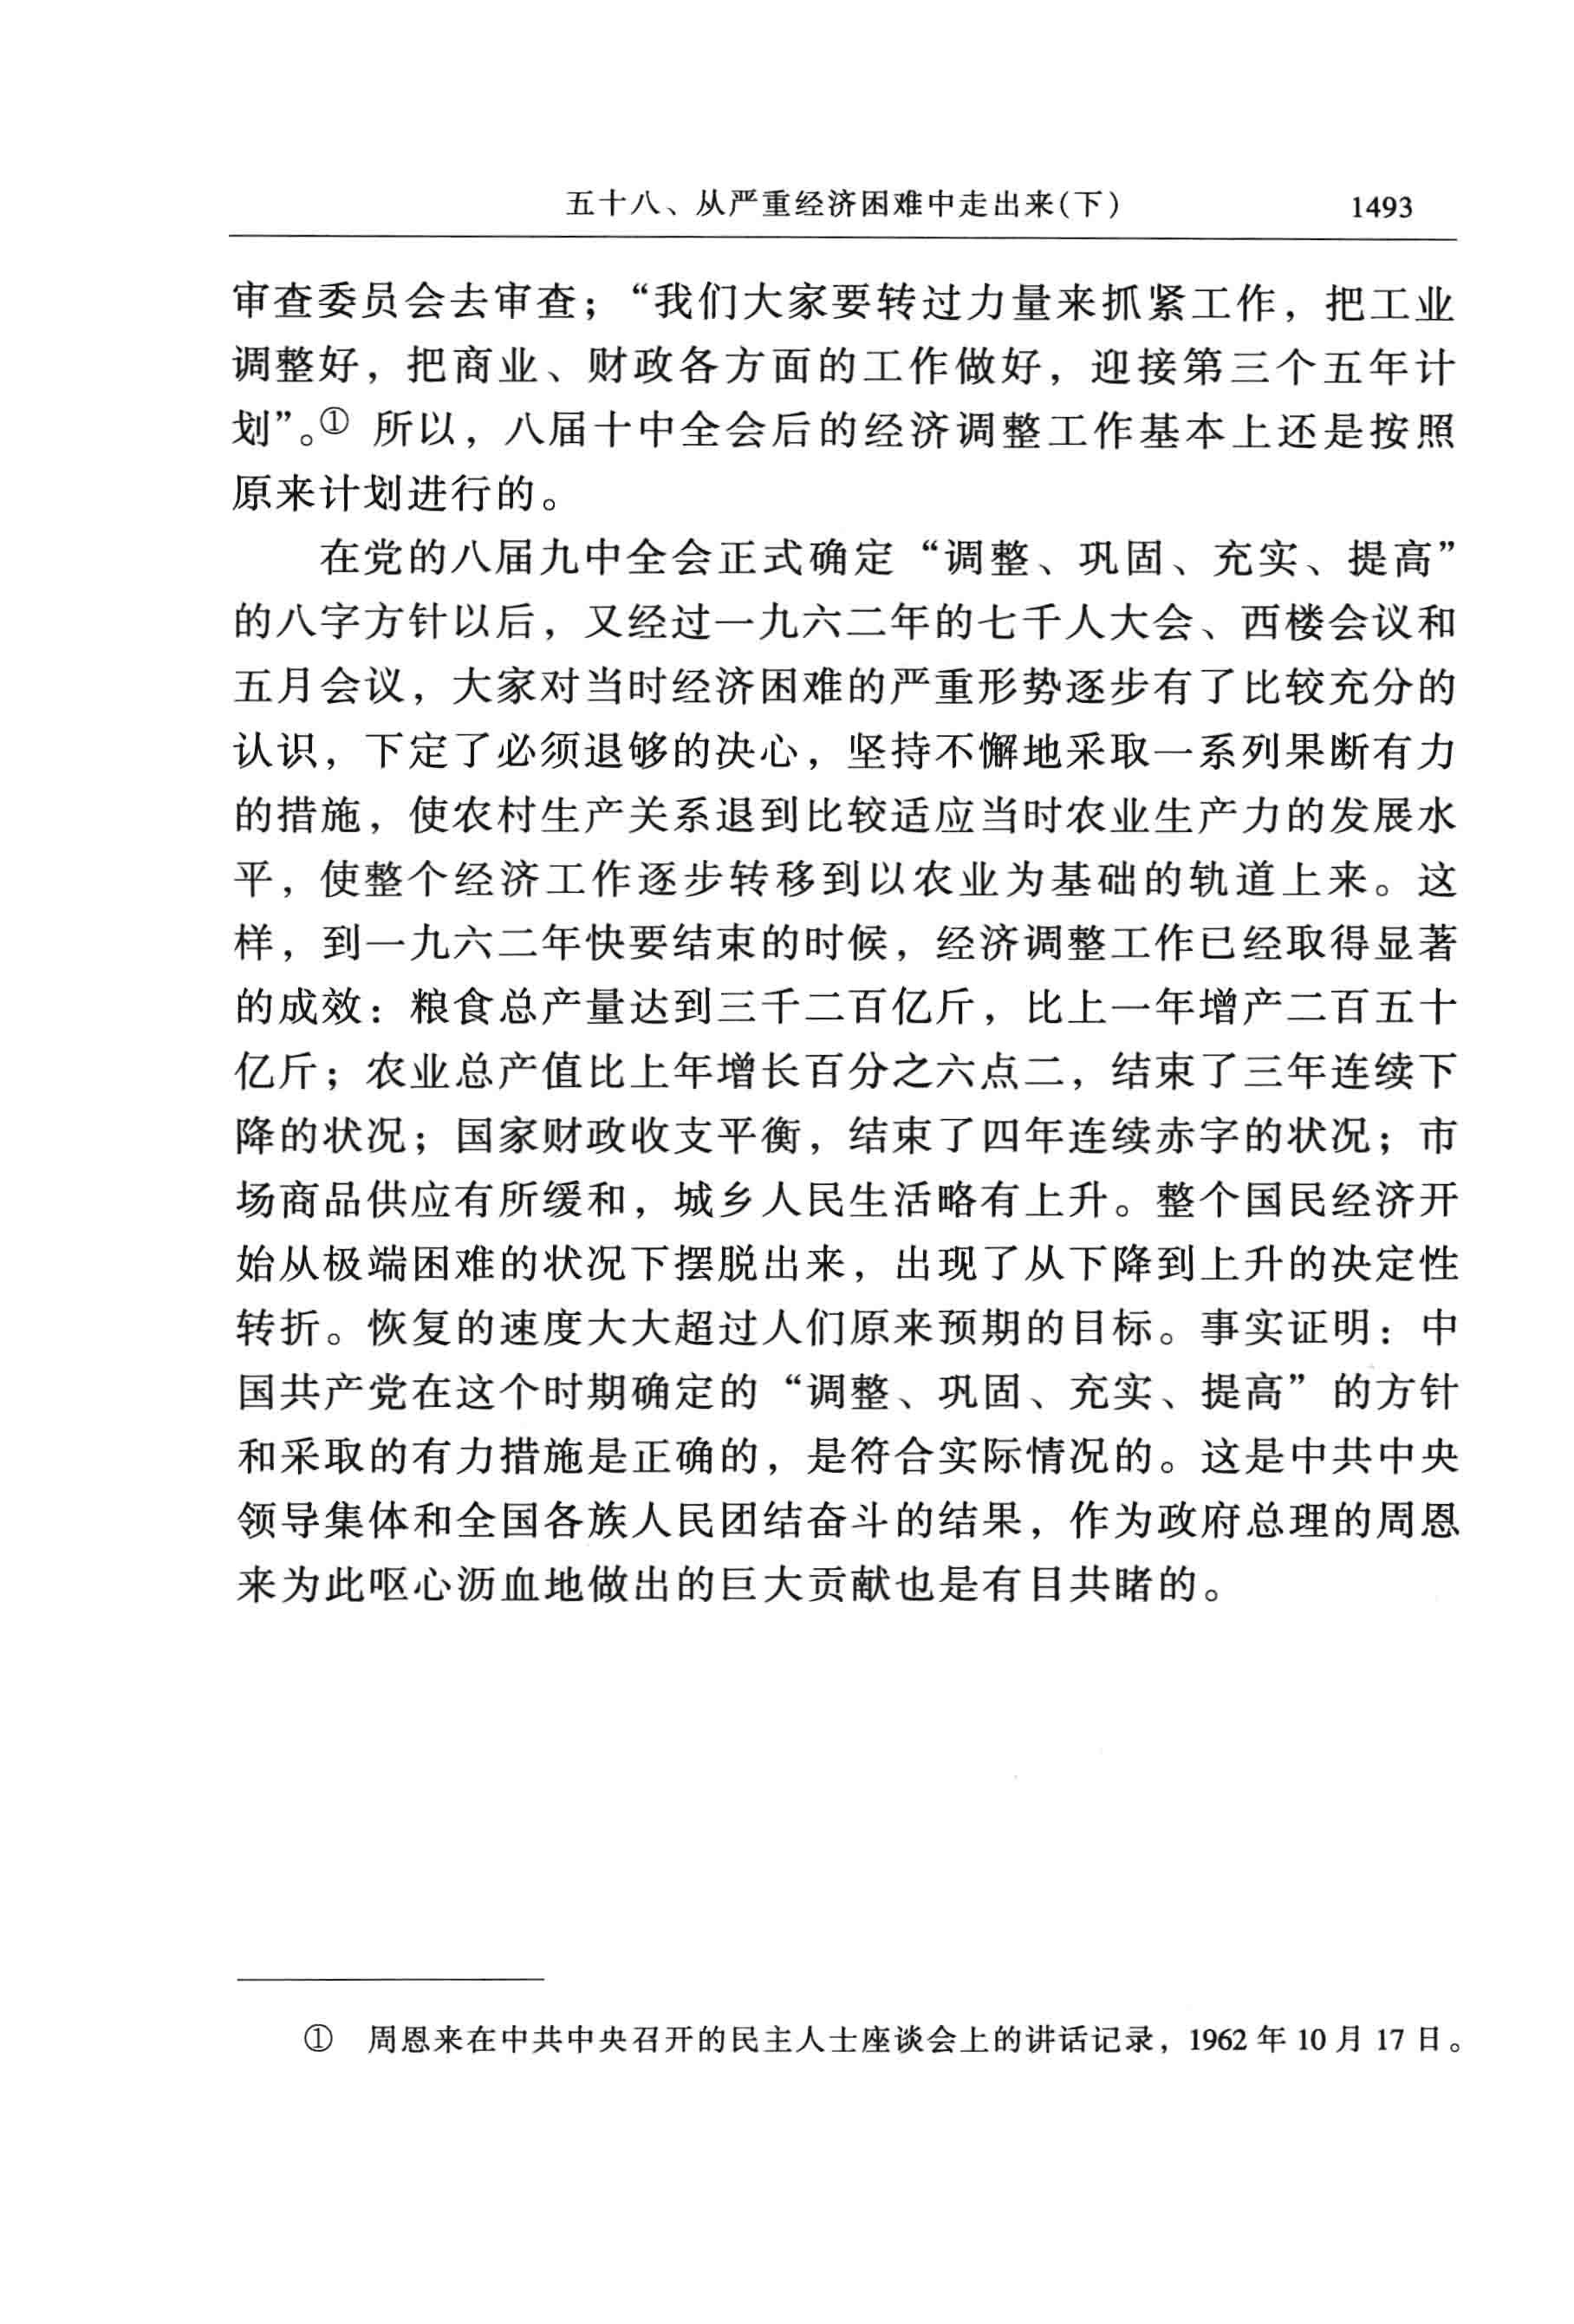 五十八、从严重经济困难中走出来(下) 1493
审查委员会去审查；“我们大家要转过力量来抓紧工作，把工业
调整好，把商业、财政各方面的工作做好，迎接第三个五年计
划”。① 所以，八届十中全会后的经济调整工作基本上还是按照
原来计划进行的。
在党的八届九中全会正式确定“调整、巩固、充实、提高”
的八字方针以后，又经过一九六二年的七千人大会、西楼会议和
五月会议，大家对当时经济困难的严重形势逐步有了比较充分的
认识，下定了必须退够的决心，坚持不懈地采取一系列果断有力
的措施，使农村生产关系退到比较适应当时农业生产力的发展水
平，使整个经济工作逐步转移到以农业为基础的轨道上来。这
样，到一九六二年快要结束的时候，经济调整工作已经取得显著
的成效：粮食总产量达到三千二百亿斤，比上一年增产二百五十
亿斤；农业总产值比上年增长百分之六点二，结束了三年连续下
降的状况；国家财政收支平衡，结束了四年连续赤字的状况；市
场商品供应有所缓和，城乡人民生活略有上升。整个国民经济开
始从极端困难的状况下摆脱出来，出现了从下降到上升的决定性
转折。恢复的速度大大超过人们原来预期的目标。事实证明：中
国共产党在这个时期确定的“调整、巩固、充实、提高”的方针
和采取的有力措施是正确的，是符合实际情况的。这是中共中央
领导集体和全国各族人民团结奋斗的结果，作为政府总理的周恩
来为此呕心沥血地做出的巨大贡献也是有目共睹的。
① 周恩来在中共中央召开的民主人士座谈会上的讲话记录，1962 年 10 月 17 日。